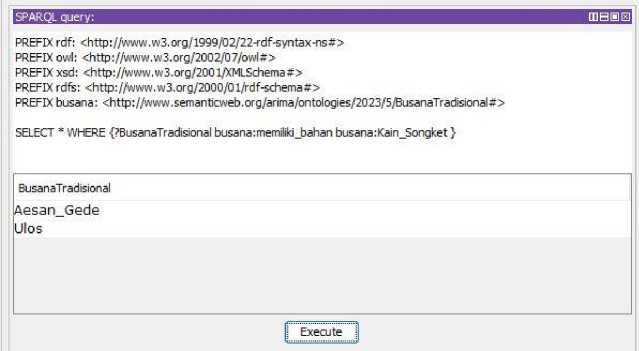 SPARQL query:
PREFIX rdf: <http://www.w3.org/1999/02/22-rdf-syntax-ns#>
PREFIX owl: <http://www.w3.org/2002/07/owl#>
PREFIX xsd: <http://www.w3.org/2001/XMLSchema#>
PREFIX rdfs: <http://www.w3.org/2000/01/rdf-schema#>
PREFIX busana: <http://www.semanticweb.org/arima/ontologies/2023/5/BusanaTradisional#>
SELECT * WHERE {?BusanaTradisional busana:memiliki_bahan busana:Kain_Songket }
BusanaTradisional
Aesan_Gede
Ulos
Execute